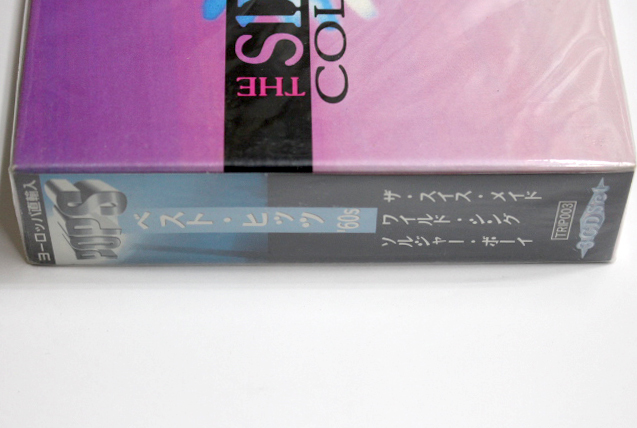 THE
ヨーロッパ直輸入
TOPS
ベスト・ヒッツ
'60s
ザ・スイス・メイド
ワイルド・シング
ソルジャー・ボーイ
TRIP003